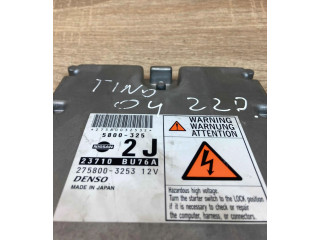 TINO
04 22D.
*2758003253*
5800-325
NISSAN
2J
23710 BU76A
275800-3253 12V
DENSO
MADE IN JAPAN
WARNING
WARNUNG
ATTENTION
Hazardous high voltage.
Turn starter switch to the LOCK position
if it is necessary to check or repair
the computer, harness, or connectors.